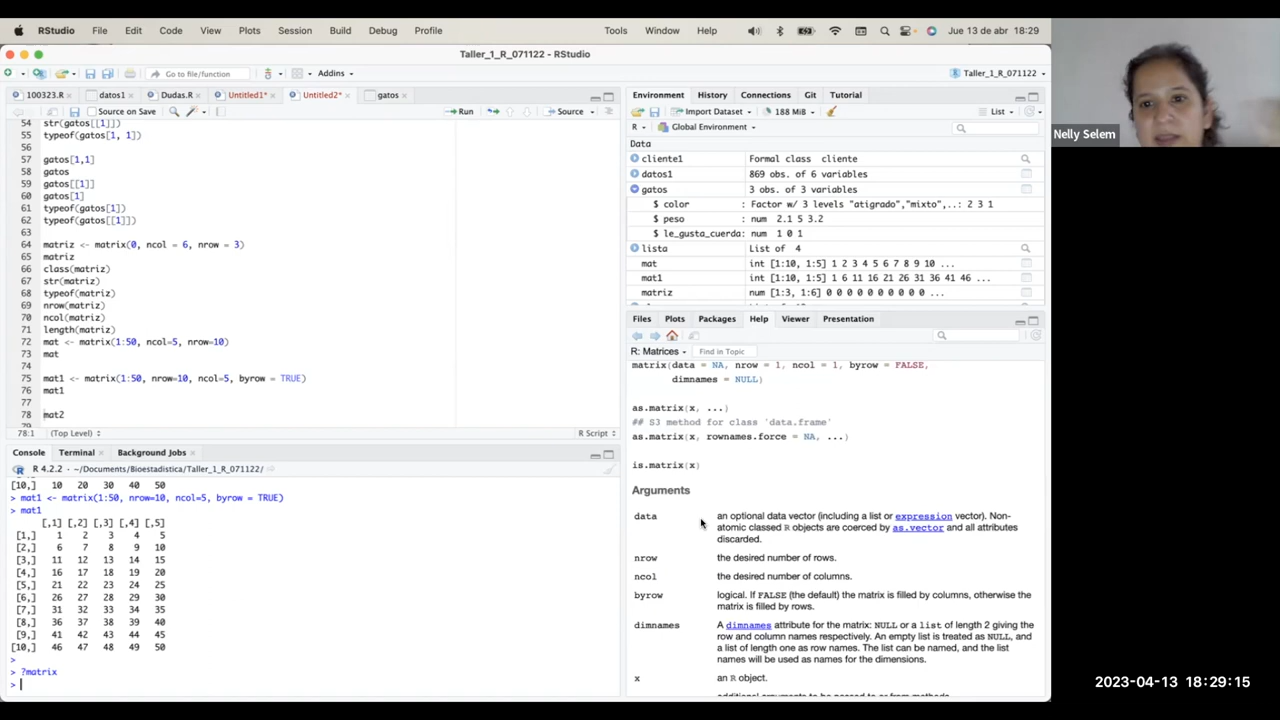 RStudio File Edit Code View Plots Session Build Debug Profile Tools Window Help Jue 13 de abr 18:29
Taller_1_R_071122 - RStudio
Go to file/function Addins Taller_1_R_071122
100323.R datos1 Dudas.R Untitled1* Untitled2* gatos
Source on Save Run Source
54 str(gatos[[1]])
55 typeof(gatos[1, 1])
56
57 gatos[1,1]
58 gatos
59 gatos[[1]]
60 gatos[1]
61 typeof(gatos[1])
62 typeof(gatos[[1]])
63
64 matriz <- matrix(0, ncol = 6, nrow = 3)
65 matriz
66 class(matriz)
67 str(matriz)
68 typeof(matriz)
69 nrow(matriz)
70 ncol(matriz)
71 length(matriz)
72 mat <- matrix(1:50, ncol=5, nrow=10)
73 mat
74
75 mat1 <- matrix(1:50, nrow=10, ncol=5, byrow = TRUE)
76 mat1
77
78 mat2
79
78:1 (Top Level) R Script
Console Terminal Background Jobs
R 4.2.2 · ~/Documents/Bioestadistica/Taller_1_R_071122/
[10,] 10 20 30 40 50
> mat1 <- matrix(1:50, nrow=10, ncol=5, byrow = TRUE)
> mat1
[,1] [,2] [,3] [,4] [,5]
[1,] 1 2 3 4 5
[2,] 6 7 8 9 10
[3,] 11 12 13 14 15
[4,] 16 17 18 19 20
[5,] 21 22 23 24 25
[6,] 26 27 28 29 30
[7,] 31 32 33 34 35
[8,] 36 37 38 39 40
[9,] 41 42 43 44 45
[10,] 46 47 48 49 50
>
> ?matrix
>
Environment History Connections Git Tutorial
Import Dataset 188 MiB List
R Global Environment
Data
cliente1 Formal class cliente
datos1 869 obs. of 6 variables
gatos 3 obs. of 3 variables
$ color : Factor w/ 3 levels "atigrado","mixto",..: 2 3 1
$ peso : num 2.1 5 3.2
$ le_gusta_cuerda: num 1 0 1
lista List of 4
mat int [1:10, 1:5] 1 2 3 4 5 6 7 8 9 10 ...
mat1 int [1:10, 1:5] 1 6 11 16 21 26 31 36 41 46 ...
matriz num [1:3, 1:6] 0 0 0 0 0 0 0 0 0 0 ...
Files Plots Packages Help Viewer Presentation
R: Matrices Find in Topic
matrix(data = NA, nrow = 1, ncol = 1, byrow = FALSE,
dimnames = NULL)
as.matrix(x, ...)
## S3 method for class 'data.frame'
as.matrix(x, rownames.force = NA, ...)
is.matrix(x)
Arguments
data an optional data vector (including a list or expression vector). Non-
atomic classed R objects are coerced by as.vector and all attributes
discarded.
nrow the desired number of rows.
ncol the desired number of columns.
byrow logical. If FALSE (the default) the matrix is filled by columns, otherwise the
matrix is filled by rows.
dimnames A dimnames attribute for the matrix: NULL or a list of length 2 giving the
row and column names respectively. An empty list is treated as NULL, and
a list of length one as row names. The list can be named, and the list
names will be used as names for the dimensions.
x an R object.
Nelly Selem
2023-04-13 18:29:15